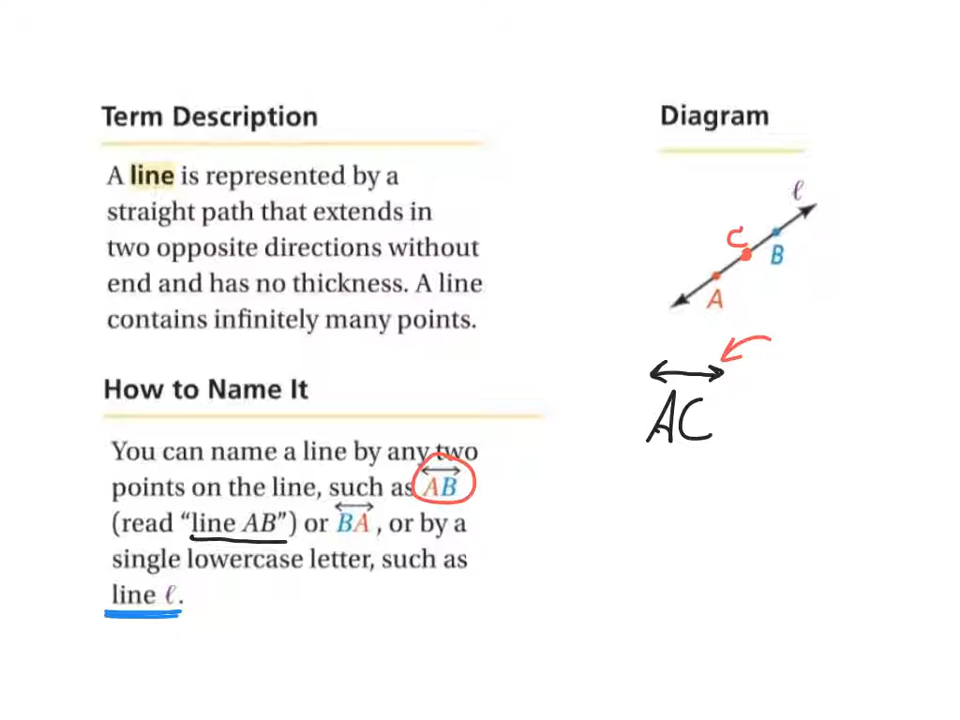 Term Description
A line is represented by a
straight path that extends in
two opposite directions without
end and has no thickness. A line
contains infinitely many points.
How to Name It
You can name a line by any two
points on the line, such as AB
(read “line AB”) or BA, or by a
single lowercase letter, such as
line ℓ.
Diagram
ℓ
C
B
A
AC